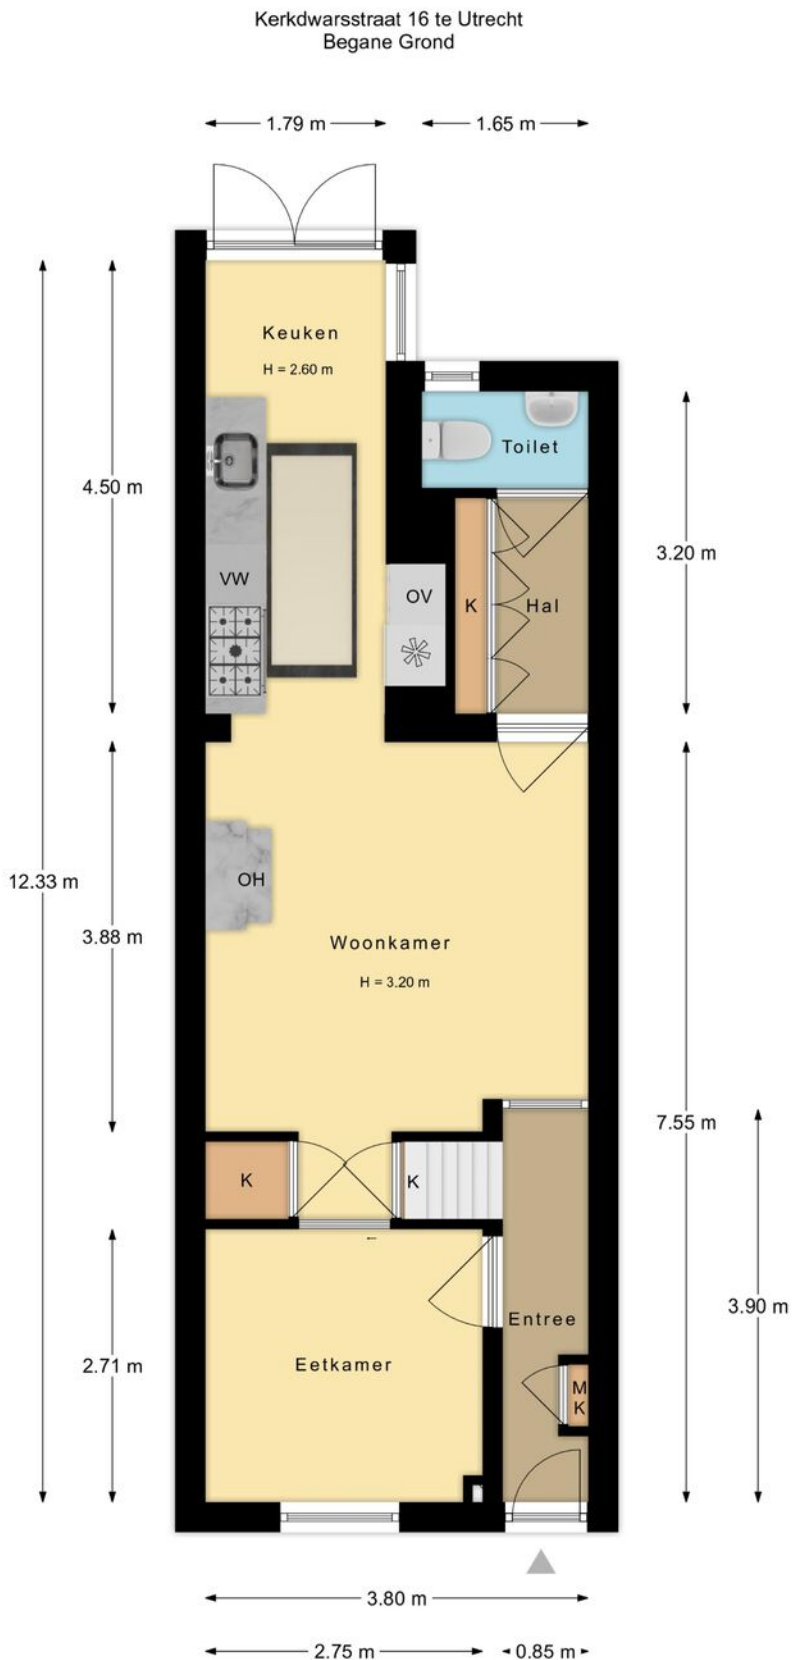 Kerkdwarsstraat 16 te Utrecht
Begane Grond
1.79 m
1.65 m
Keuken
H = 2.60 m
Toilet
4.50 m
3.20 m
VW
OV
K
Hal
12.33 m
OH
3.88 m
Woonkamer
H = 3.20 m
7.55 m
K
K
3.90 m
Entree
2.71 m
Eetkamer
M
K
3.80 m
2.75 m
0.85 m